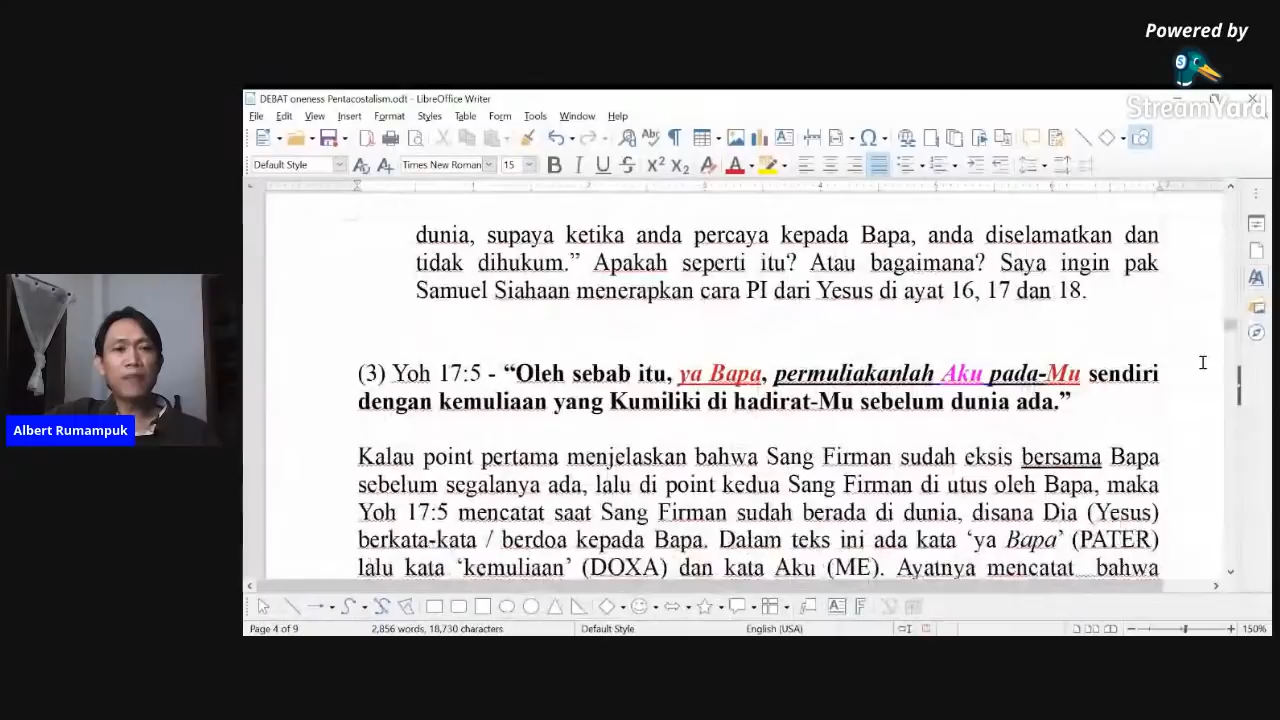 Powered by
StreamYard
DEBAT oneness Pentacostalism.odt - LibreOffice Writer
File Edit View Insert Format Styles Table Form Tools Window Help
Default Style Times New Roman 15
dunia, supaya ketika anda percaya kepada Bapa, anda diselamatkan dan
tidak dihukum.” Apakah seperti itu? Atau bagaimana? Saya ingin pak
Samuel Siahaan menerapkan cara PI dari Yesus di ayat 16, 17 dan 18.
(3) Yoh 17:5 - “Oleh sebab itu, ya Bapa, permuliakanlah Aku pada-Mu sendiri
dengan kemuliaan yang Kumiliki di hadirat-Mu sebelum dunia ada.”
Kalau point pertama menjelaskan bahwa Sang Firman sudah eksis bersama Bapa
sebelum segalanya ada, lalu di point kedua Sang Firman di utus oleh Bapa, maka
Yoh 17:5 mencatat saat Sang Firman sudah berada di dunia, disana Dia (Yesus)
berkata-kata / berdoa kepada Bapa. Dalam teks ini ada kata ‘ya Bapa’ (PATER)
lalu kata ‘kemuliaan’ (DOXA) dan kata Aku (ME). Ayatnya mencatat bahwa
Albert Rumampuk
Page 4 of 9 2,856 words, 18,730 characters Default Style English (USA) 150%